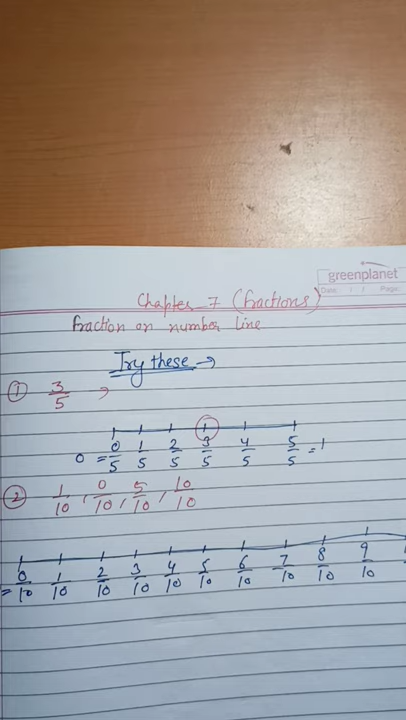 greenplanet
Date: / / Page:
Chapter-7 (fractions)
fraction on number line
Try these →
① 3/5 →
0 = 0/5 1/5 2/5 3/5 4/5 5/5 = 1
② 1/10, 0/10, 5/10, 10/10
= 0/10 1/10 2/10 3/10 4/10 5/10 6/10 7/10 8/10 9/10